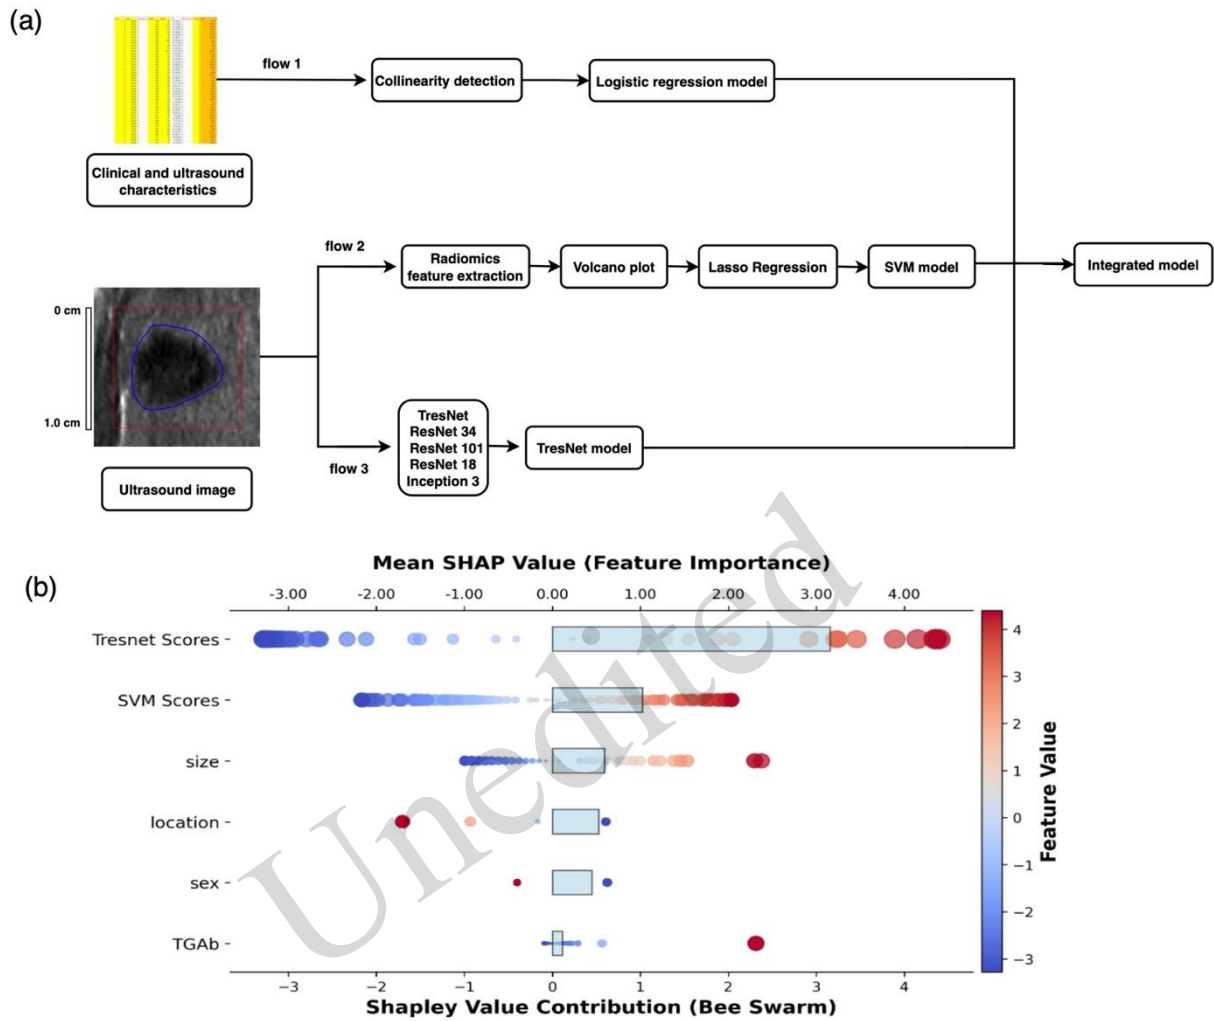 (a)
flow 1
Collinearity detection
Logistic regression model
Clinical and ultrasound
characteristics
flow 2
Radiomics
feature extraction
Volcano plot
Lasso Regression
SVM model
Integrated model
0 cm
1.0 cm
TresNet
ResNet 34
ResNet 101
ResNet 18
Inception 3
TresNet model
flow 3
Ultrasound image
(b)
Mean SHAP Value (Feature Importance)
-3.00 -2.00 -1.00 0.00 1.00 2.00 3.00 4.00
Tresnet Scores
SVM Scores
size
location
sex
TGAb
−3 −2 −1 0 1 2 3 4
Shapley Value Contribution (Bee Swarm)
4
3
2
1
0
−1
−2
−3
Feature Value
Unedited